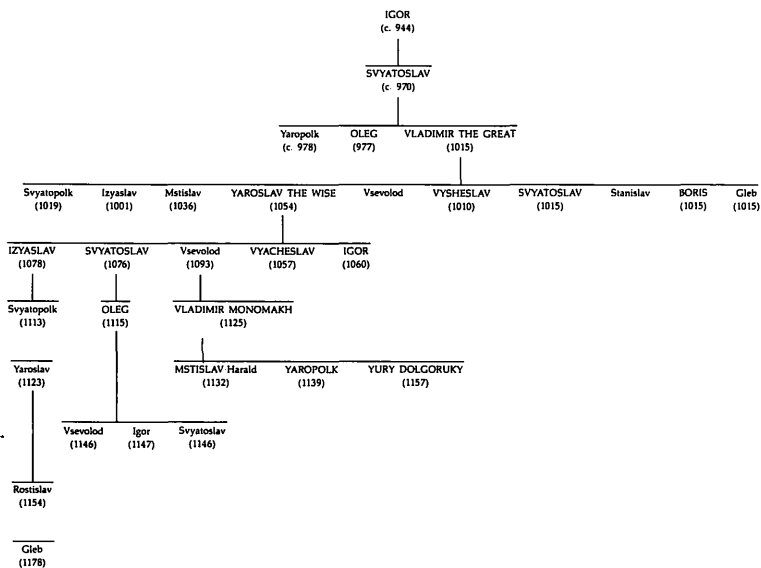 IGOR
(c. 944)
SVYATOSLAV
(c. 970)
Yaropolk OLEG VLADIMIR THE GREAT
(c. 978) (977) (1015)
Svyatopolk Izyaslav Mstislav YAROSLAV THE WISE Vsevolod VYSHESLAV SVYATOSLAV Stanislav BORIS Gleb
(1019) (1001) (1036) (1054) (1010) (1015) (1015) (1015)
IZYASLAV SVYATOSLAV Vsevolod VYACHESLAV IGOR
(1078) (1076) (1093) (1057) (1060)
Svyatopolk OLEG VLADIMIR MONOMAKH
(1113) (1115) (1125)
Yaroslav MSTISLAV Harald YAROPOLK YURY DOLGORUKY
(1123) (1132) (1139) (1157)
Vsevolod Igor Svyatoslav
(1146) (1147) (1146)
Rostislav
(1154)
Gleb
(1178)